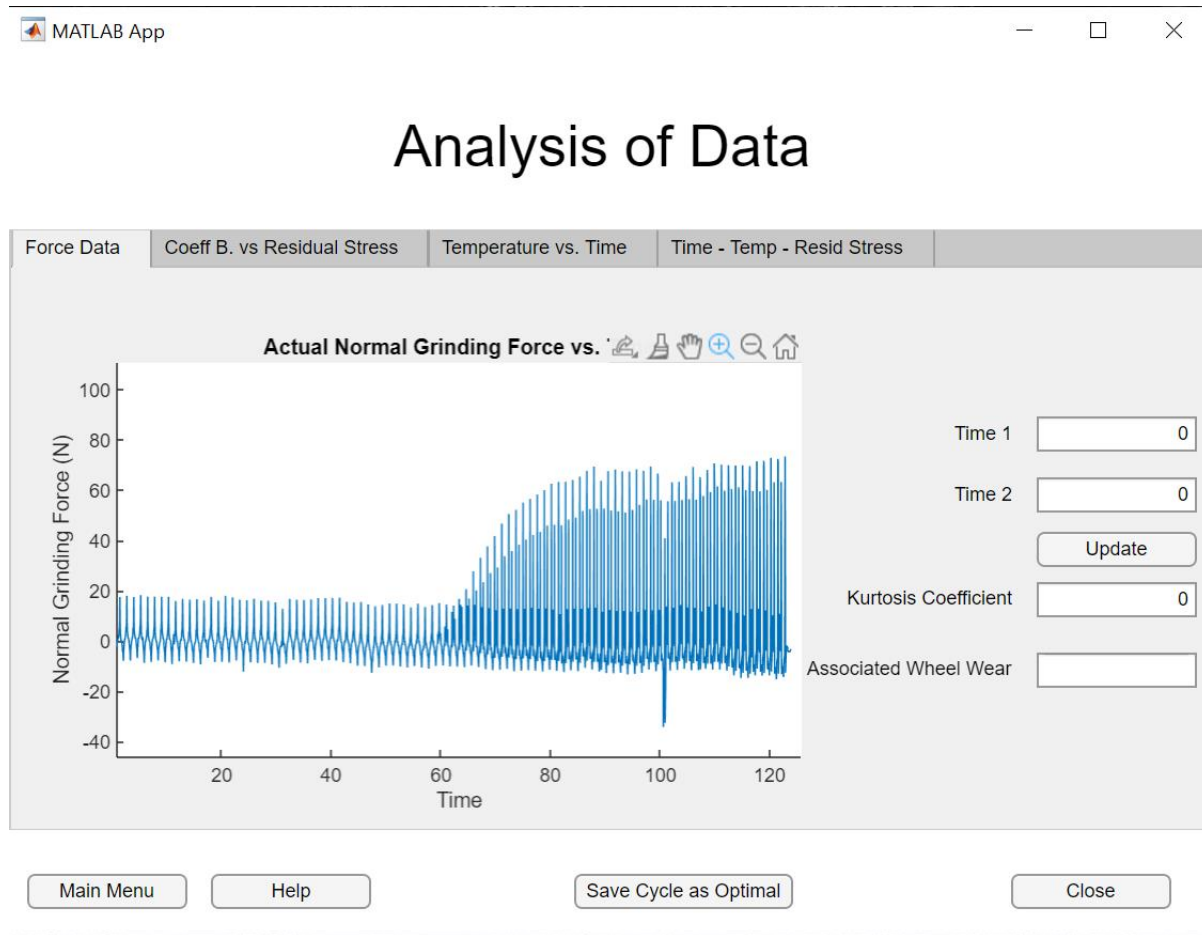 MATLAB App
Analysis of Data
Force Data
Coeff B. vs Residual Stress
Temperature vs. Time
Time - Temp - Resid Stress
Actual Normal Grinding Force vs.
Normal Grinding Force (N)
100
80
60
40
20
0
-20
-40
20
40
60
80
100
120
Time
Time 1
0
Time 2
0
Update
Kurtosis Coefficient
0
Associated Wheel Wear
Main Menu
Help
Save Cycle as Optimal
Close